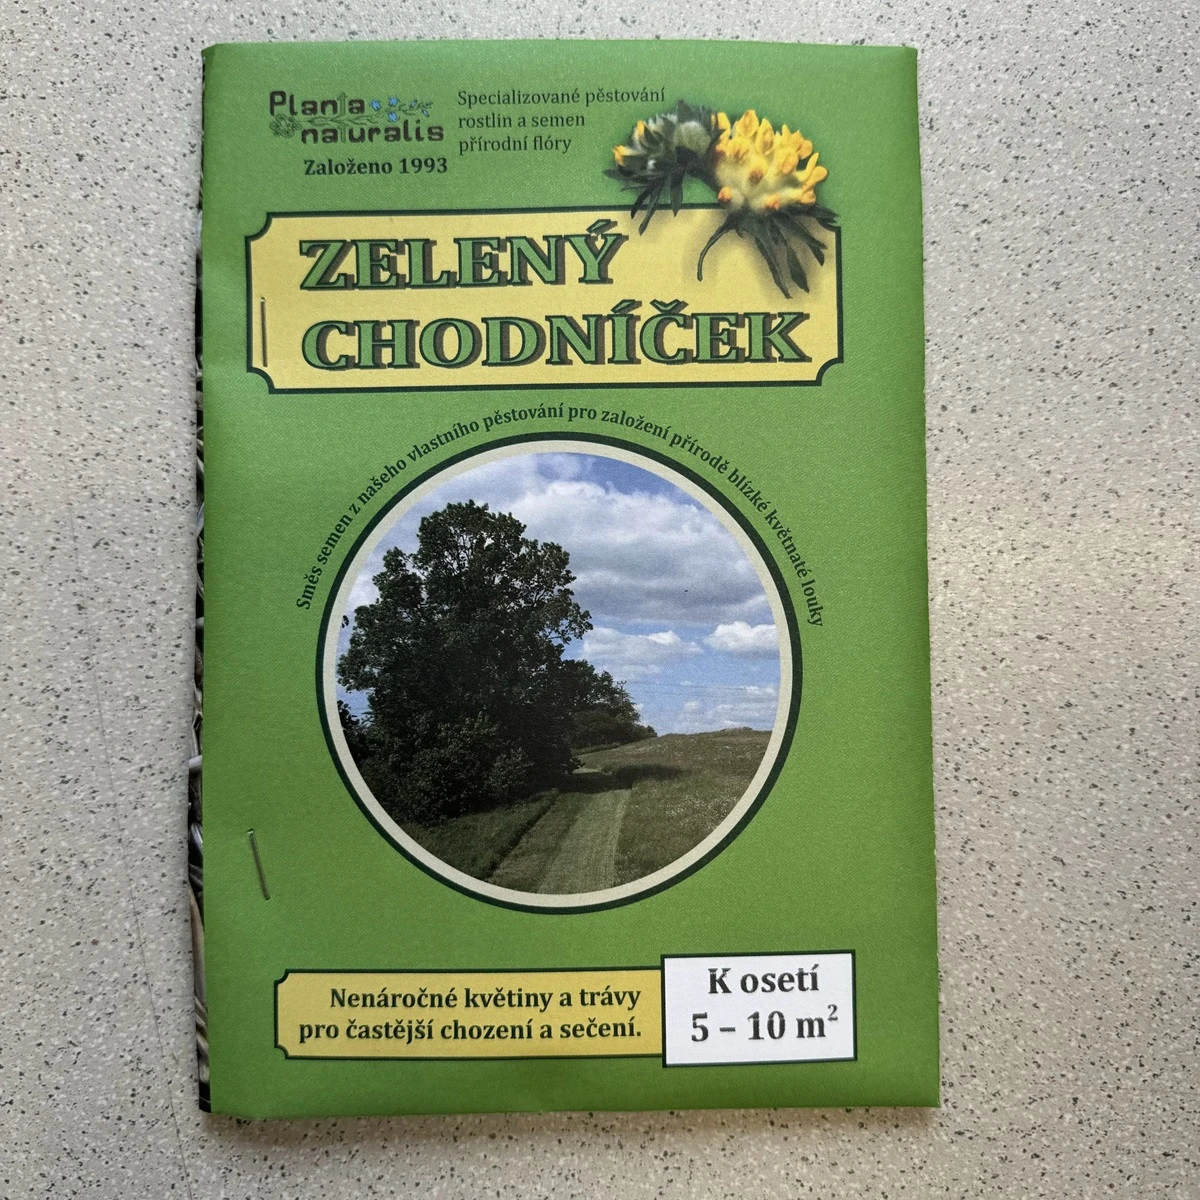 Planta
naturalis
Založeno 1993
Specializované pěstování
rostlin a semen
přírodní flóry
ZELENÝ
CHODNÍČEK
Směs semen z našeho vlastního pěstování pro založení přírodě blízké květnaté louky
Nenáročné květiny a trávy
pro častější chození a sečení.
K osetí
5 – 10 m²